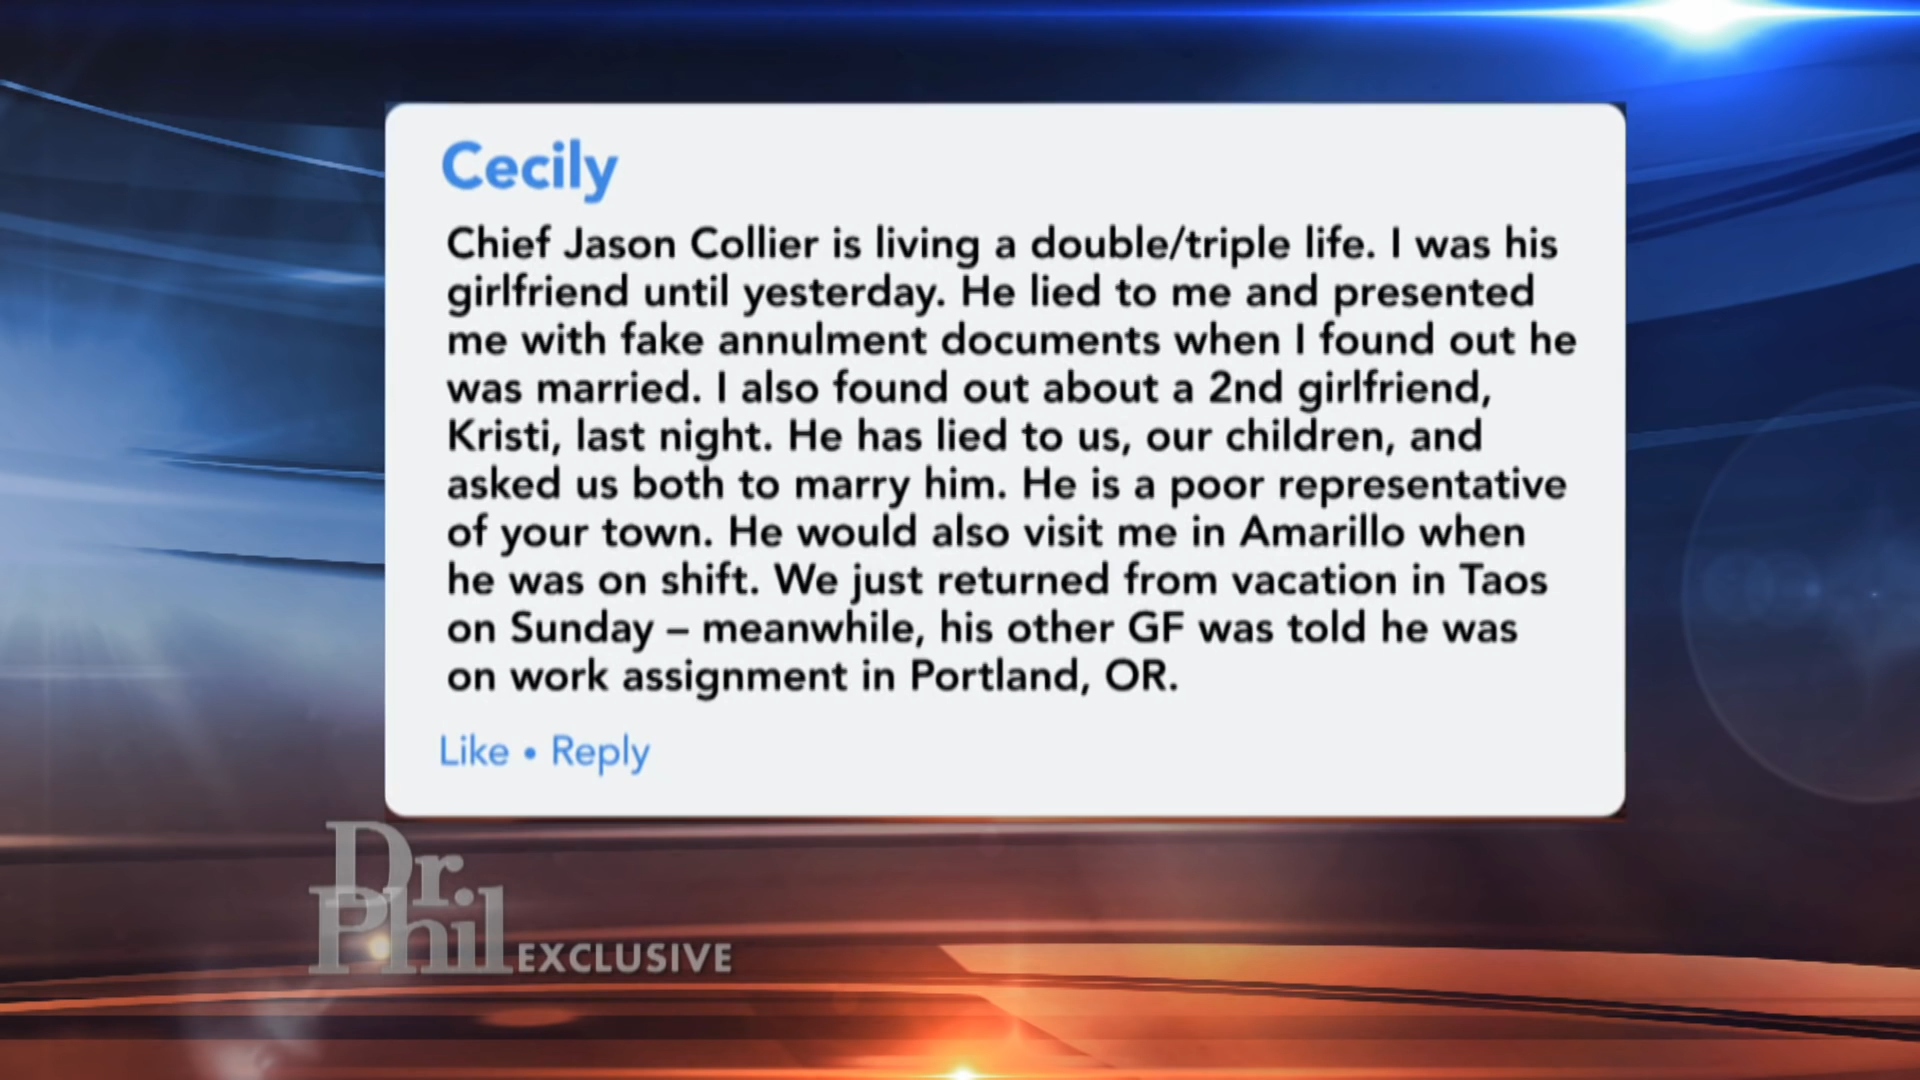 Cecily
Chief Jason Collier is living a double/triple life. I was his
girlfriend until yesterday. He lied to me and presented
me with fake annulment documents when I found out he
was married. I also found out about a 2nd girlfriend,
Kristi, last night. He has lied to us, our children, and
asked us both to marry him. He is a poor representative
of your town. He would also visit me in Amarillo when
he was on shift. We just returned from vacation in Taos
on Sunday – meanwhile, his other GF was told he was
on work assignment in Portland, OR.
Like • Reply
Dr.
Phil EXCLUSIVE